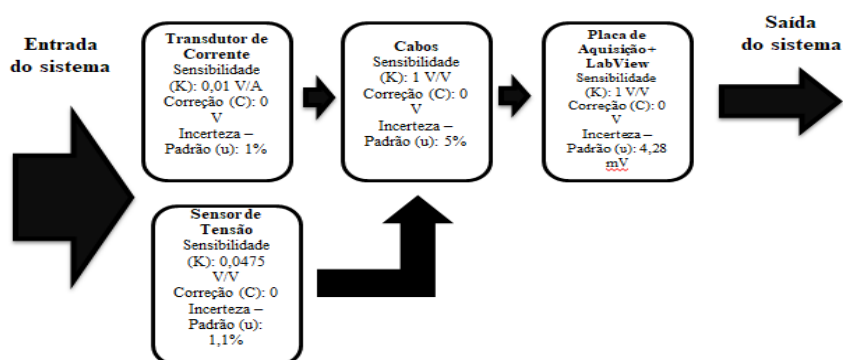 Entrada
do sistema
Transdutor de
Corrente
Sensibilidade
(K): 0,01 V/A
Correção (C): 0
V
Incerteza –
Padrão (u): 1%
Cabos
Sensibilidade
(K): 1 V/V
Correção (C): 0
V
Incerteza –
Padrão (u): 5%
Placa de
Aquisição+
LabView
Sensibilidade
(K): 1 V/V
Correção (C): 0
V
Incerteza –
Padrão (u): 4,28
mV
Saída
do sistema
Sensor de
Tensão
Sensibilidade
(K): 0,0475
V/V
Correção (C): 0
Incerteza –
Padrão (u):
1,1%